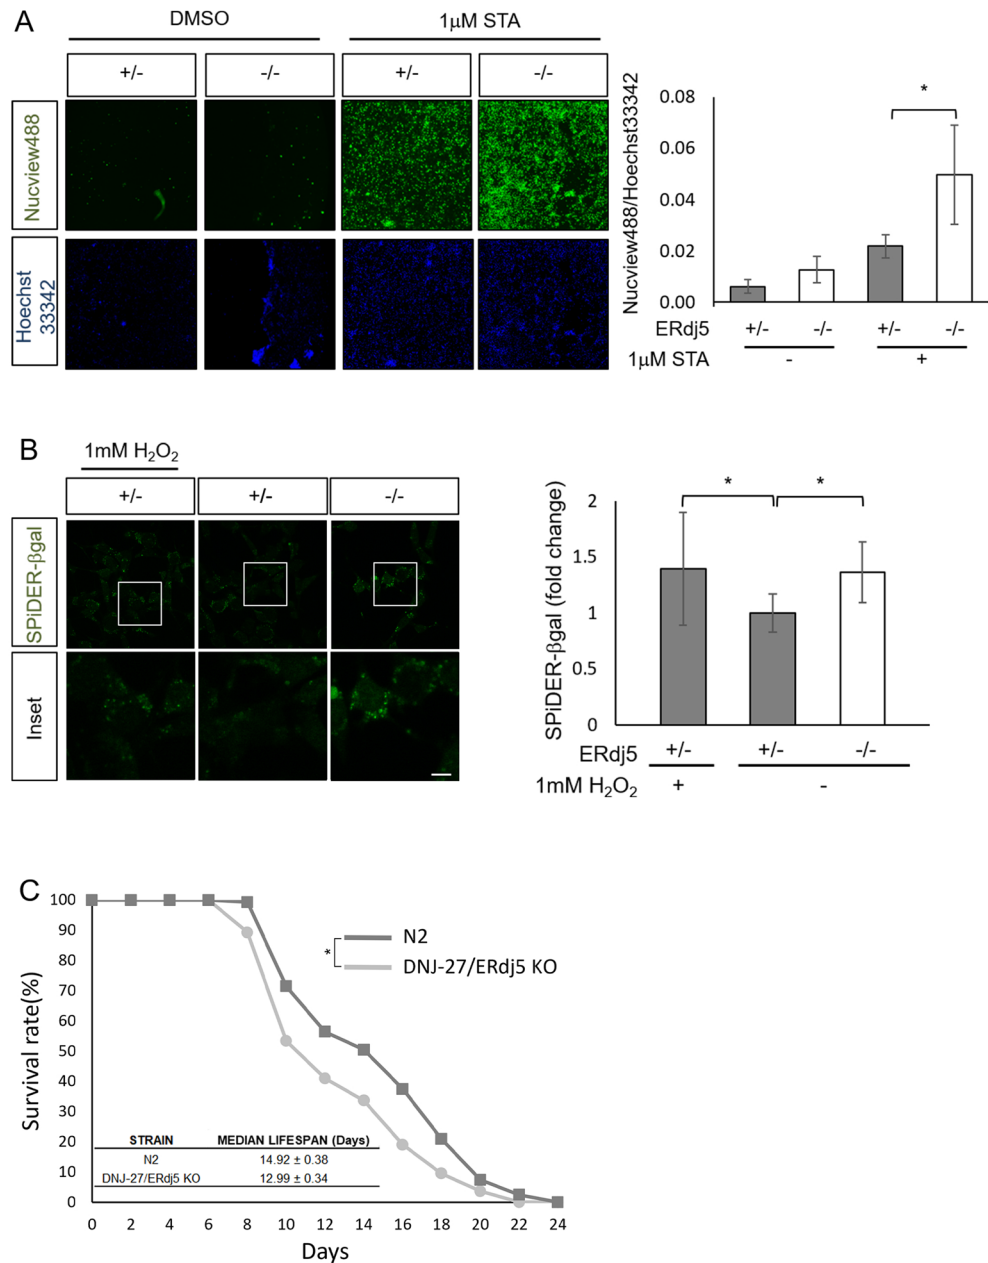 A
DMSO
1μM STA
+/-
-/-
+/-
-/-
Nucview488
Hoechst
33342
Nucview488/Hoechst33342
0.08
0.06
0.04
0.02
0.00
*
ERdj5
+/-
-/-
+/-
-/-
1μM STA
-
+
B
1mM H₂O₂
+/-
+/-
-/-
SPiDER-βgal
Inset
SPiDER-βgal (fold change)
2
1.5
1
0.5
0
*
*
ERdj5
+/-
+/-
-/-
1mM H₂O₂
+
-
C
Survival rate(%)
100
90
80
70
60
50
40
30
20
10
0
*
N2
DNJ-27/ERdj5 KO
STRAIN MEDIAN LIFESPAN (Days)
N2 14.92 ± 0.38
DNJ-27/ERdj5 KO 12.99 ± 0.34
0 2 4 6 8 10 12 14 16 18 20 22 24
Days